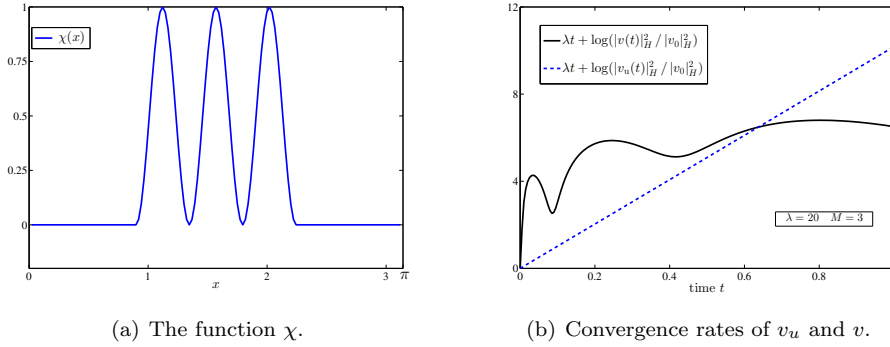 1
0.75
0.5
0.25
0
χ(x)
0 1 2 3 π
x
12
8
4
0
λt + log(|v(t)|²_H / |v₀|²_H)
λt + log(|v_u(t)|²_H / |v₀|²_H)
λ = 20 M = 3
0 0.2 0.4 0.6 0.8
time t
(a) The function χ.
(b) Convergence rates of v_u and v.